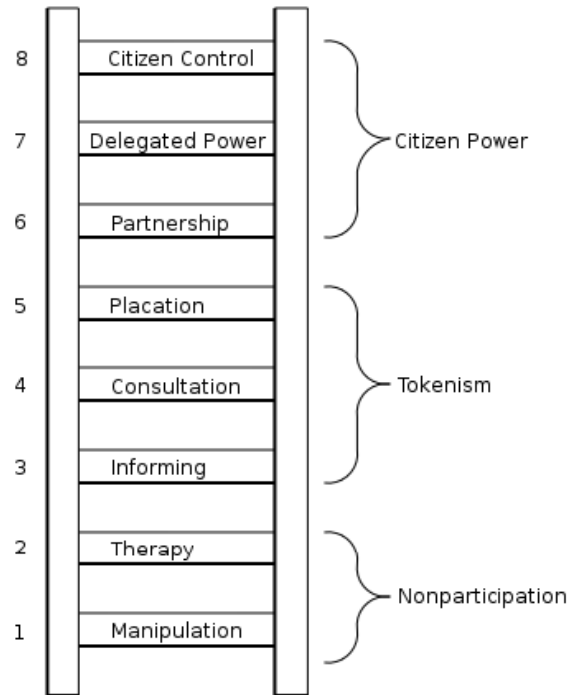 8 Citizen Control
7 Delegated Power
Citizen Power
6 Partnership
5 Placation
4 Consultation
Tokenism
3 Informing
2 Therapy
Nonparticipation
1 Manipulation